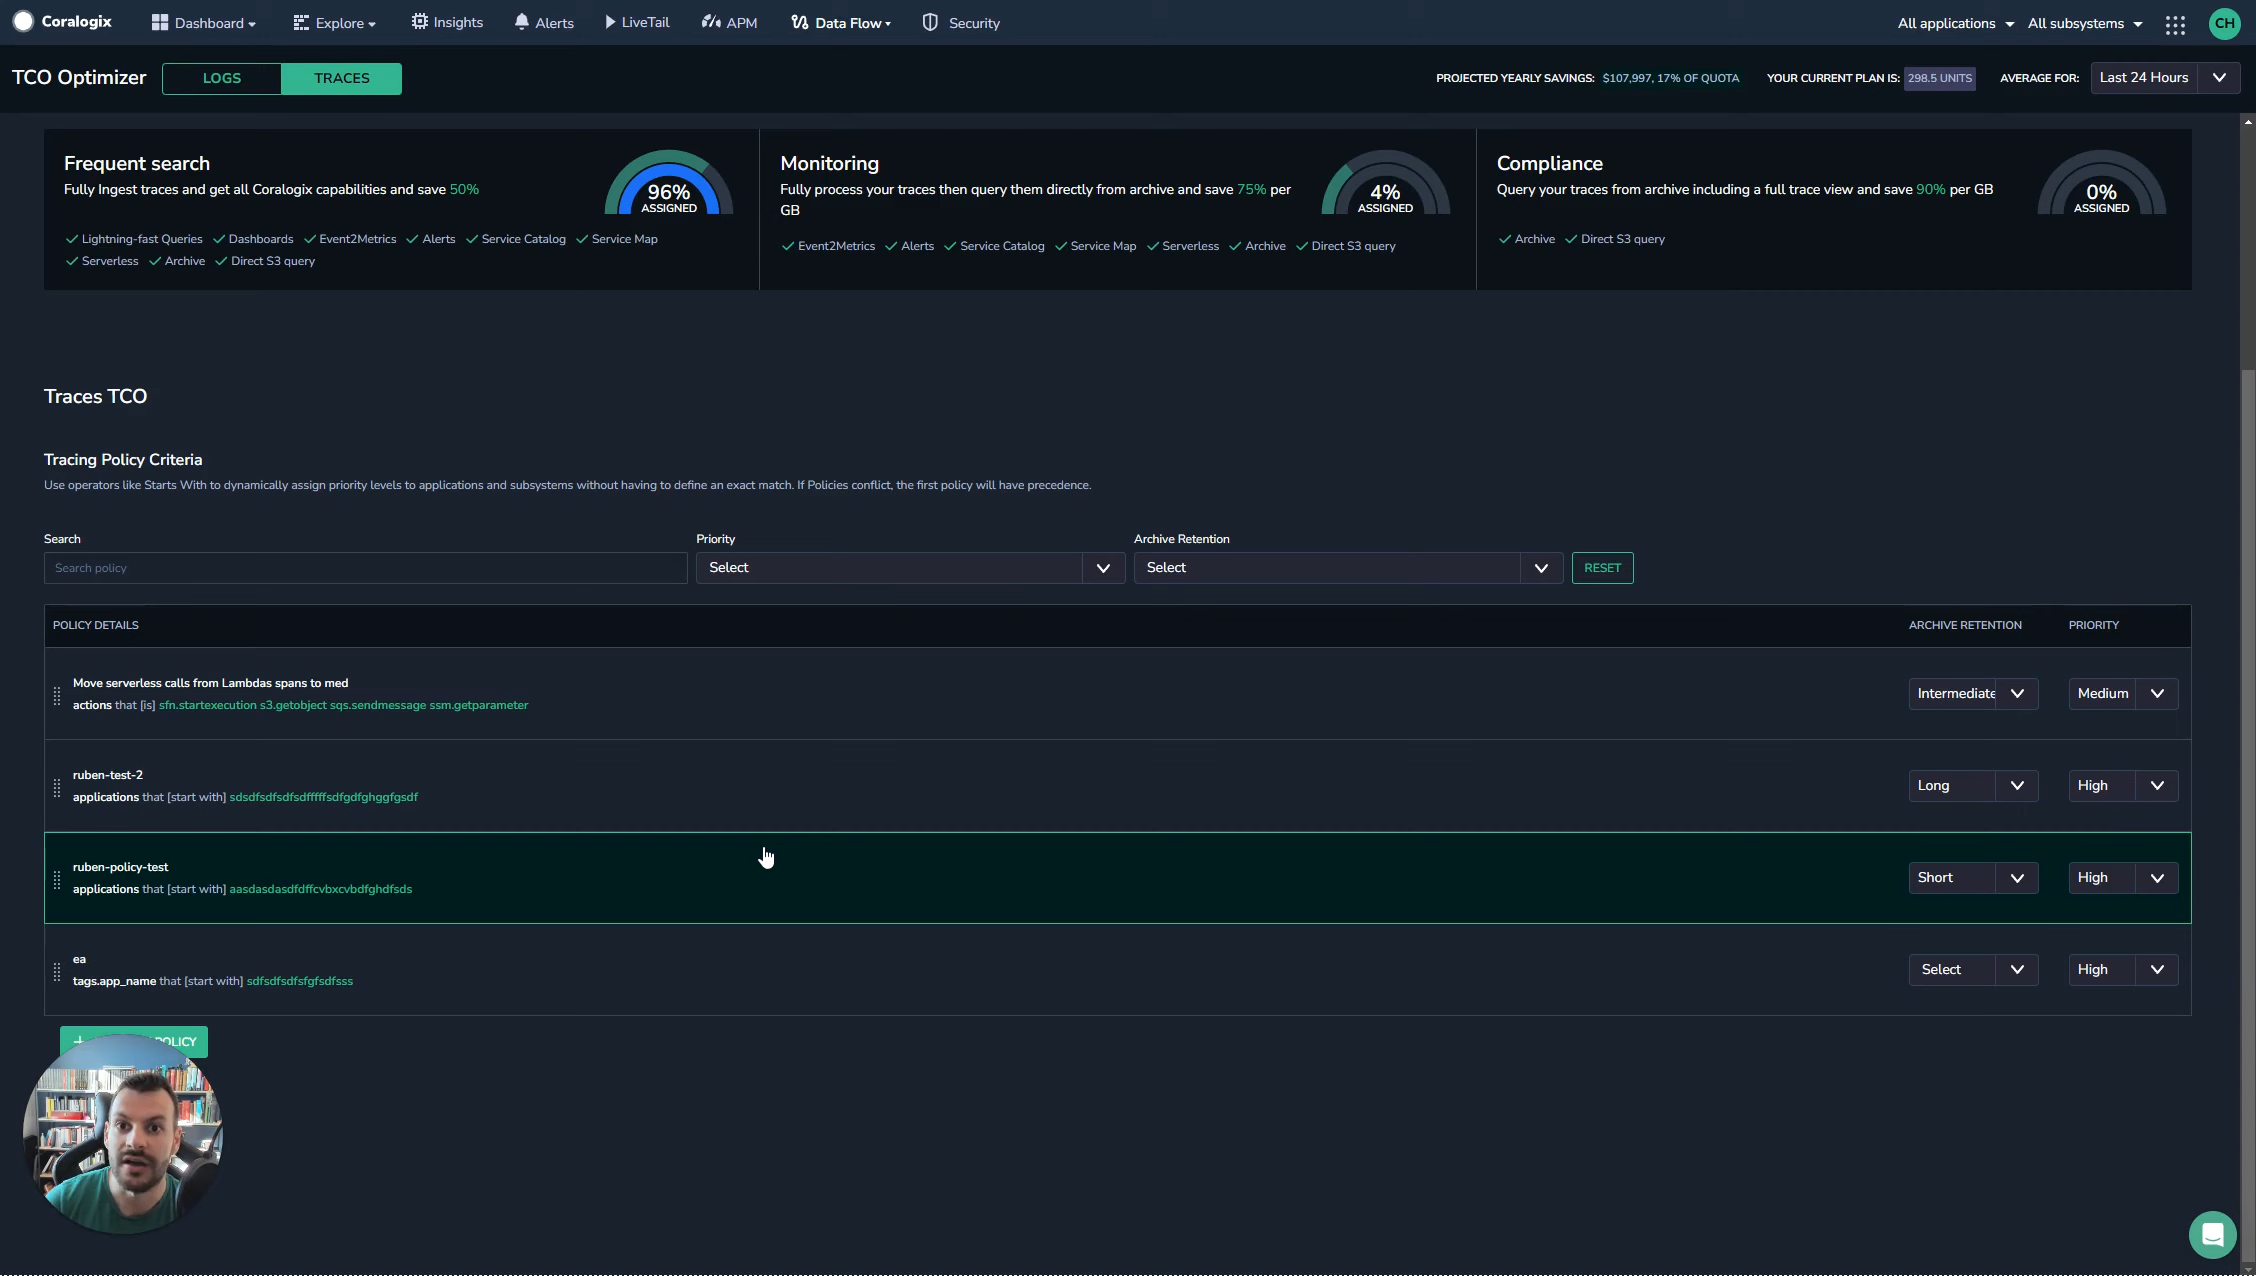 Coralogix Dashboard Explore Insights Alerts LiveTail APM Data Flow Security All applications All subsystems CH
TCO Optimizer LOGS TRACES PROJECTED YEARLY SAVINGS: $107,997, 17% OF QUOTA YOUR CURRENT PLAN IS: 298.5 UNITS AVERAGE FOR: Last 24 Hours
Frequent search
Fully Ingest traces and get all Coralogix capabilities and save 50%
96%
ASSIGNED
Lightning-fast Queries Dashboards Event2Metrics Alerts Service Catalog Service Map
Serverless Archive Direct S3 query
Monitoring
Fully process your traces then query them directly from archive and save 75% per
GB
4%
ASSIGNED
Event2Metrics Alerts Service Catalog Service Map Serverless Archive Direct S3 query
Compliance
Query your traces from archive including a full trace view and save 90% per GB
0%
ASSIGNED
Archive Direct S3 query
Traces TCO
Tracing Policy Criteria
Use operators like Starts With to dynamically assign priority levels to applications and subsystems without having to define an exact match. If Policies conflict, the first policy will have precedence.
Search Priority Archive Retention
Search policy Select Select RESET
POLICY DETAILS ARCHIVE RETENTION PRIORITY
Move serverless calls from Lambdas spans to med
actions that [is] sfn.startexecution s3.getobject sqs.sendmessage ssm.getparameter
Intermediate Medium
ruben-test-2
applications that [start with] sdsdfsdfsdfsdfffffsdfgdfghggfgsdf
Long High
ruben-policy-test
applications that [start with] aasdasdasdfdffcvbxcvbdfghdfsds
Short High
ea
tags.app_name that [start with] sdfsdfsdfsfgfsdfsss
Select High
POLICY